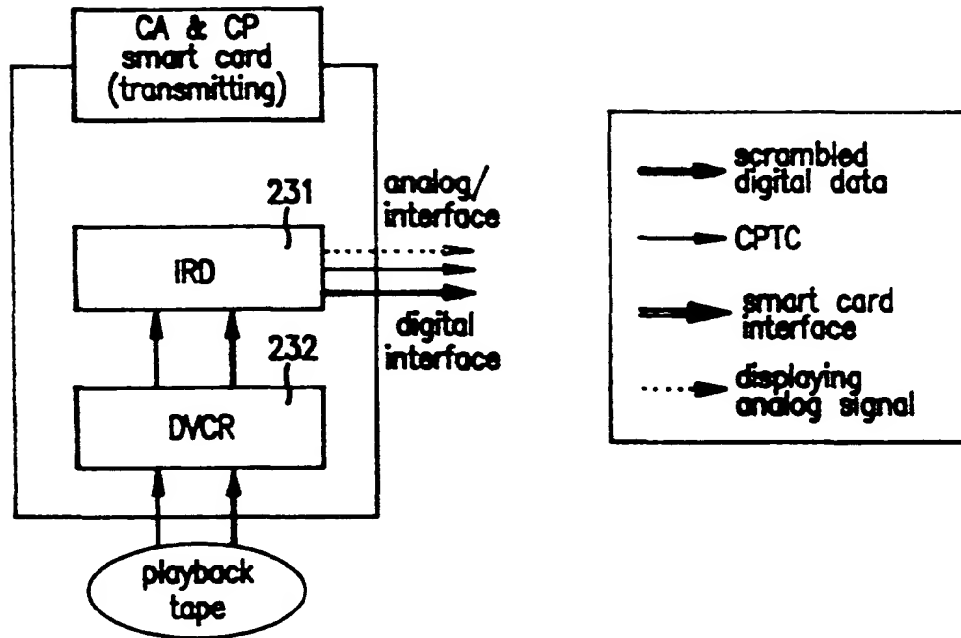 CA & CP
smart card
(transmitting)
231
analog/
interface
IRD
digital
interface
232
DVCR
playback
tape
scrambled
digital data
CPTC
smart card
interface
displaying
analog signal